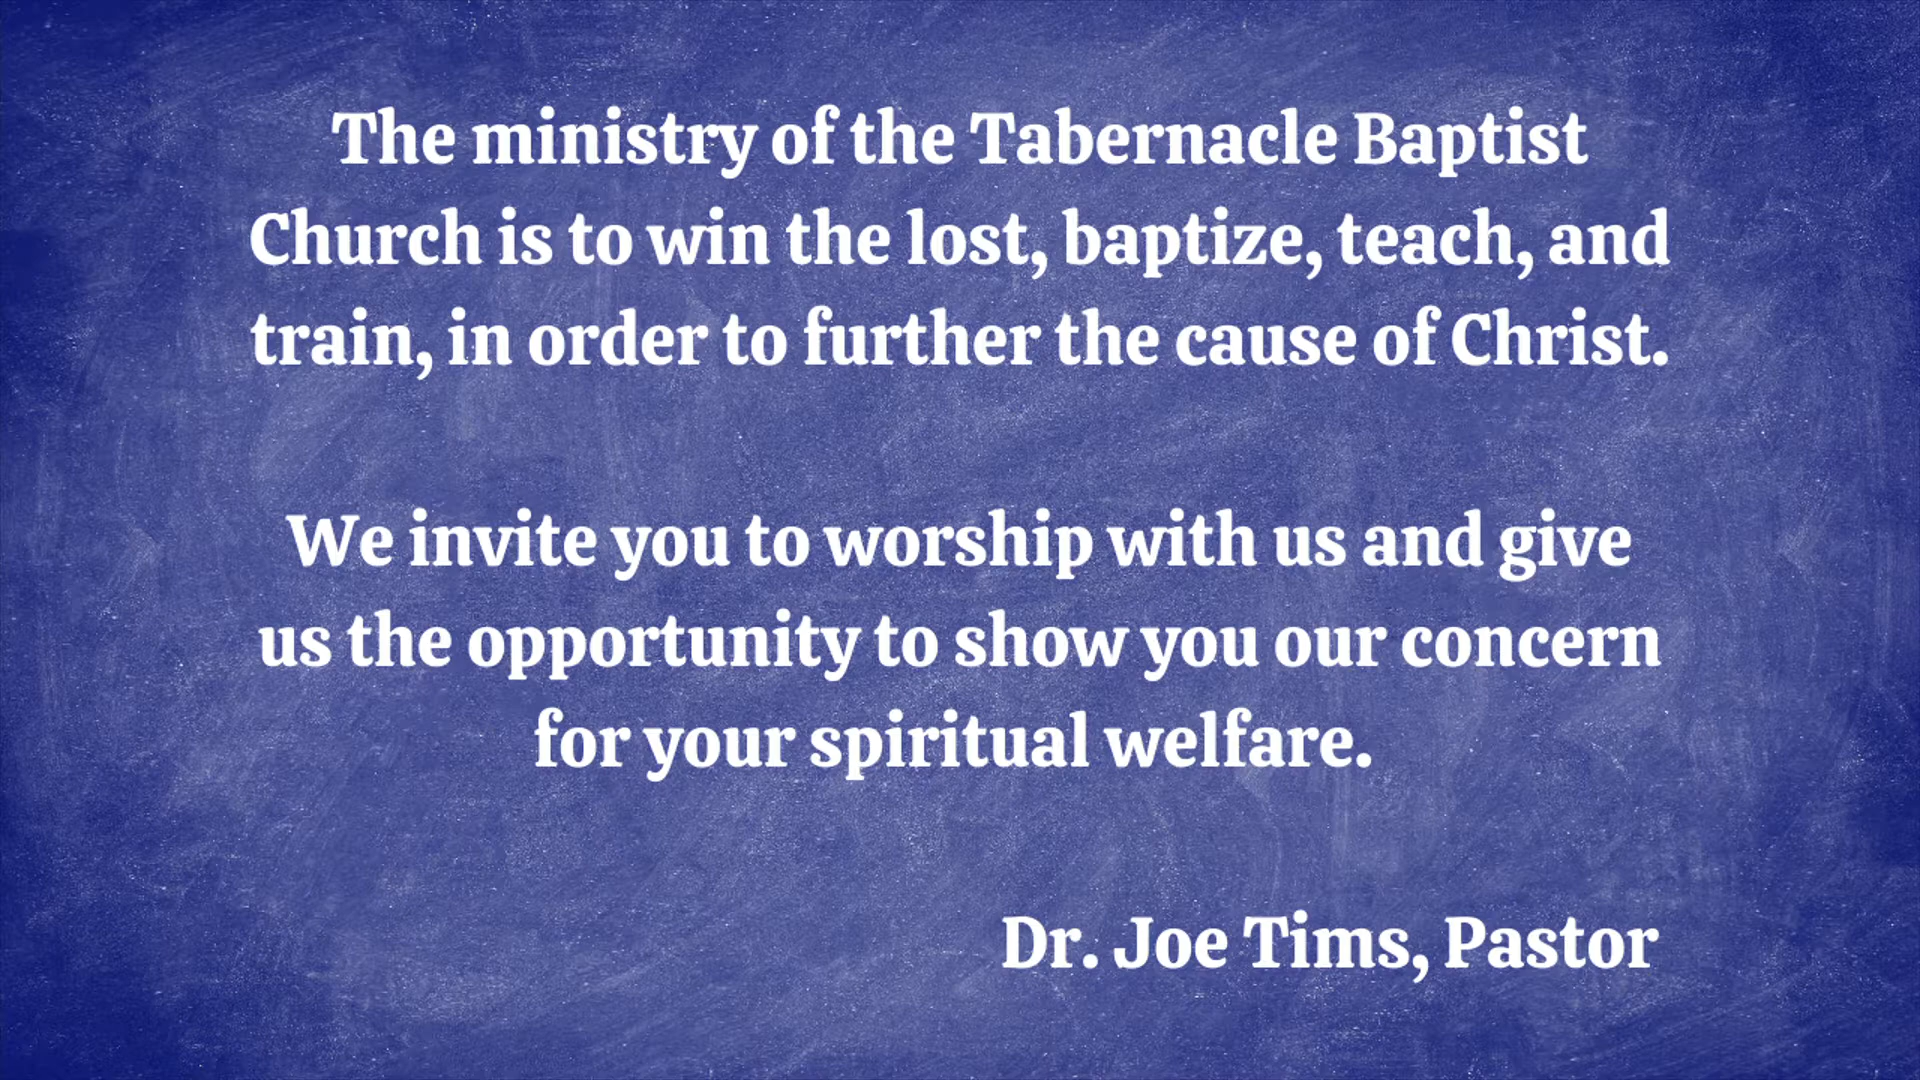 The ministry of the Tabernacle Baptist
Church is to win the lost, baptize, teach, and
train, in order to further the cause of Christ.
We invite you to worship with us and give
us the opportunity to show you our concern
for your spiritual welfare.
Dr. Joe Tims, Pastor